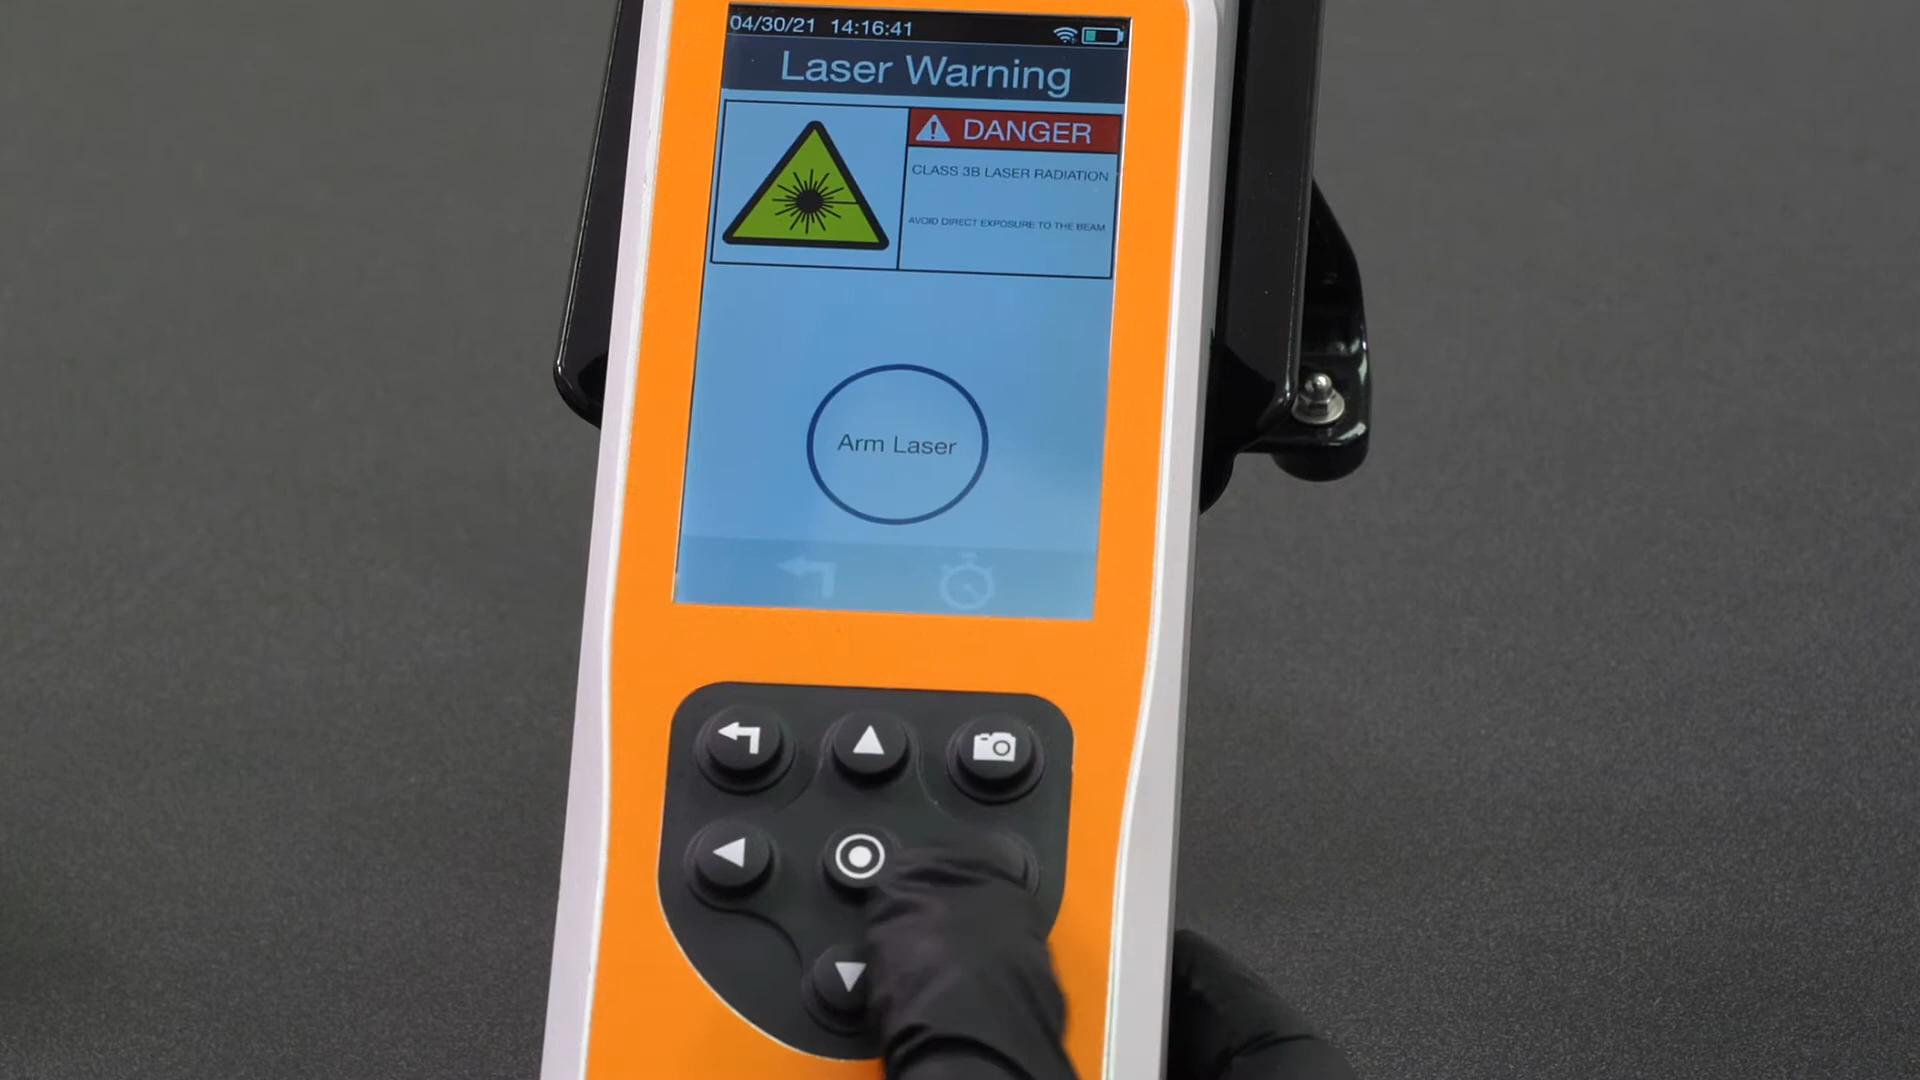 04/30/21 14:16:41
Laser Warning
DANGER
CLASS 3B LASER RADIATION
AVOID DIRECT EXPOSURE TO THE BEAM
Arm Laser